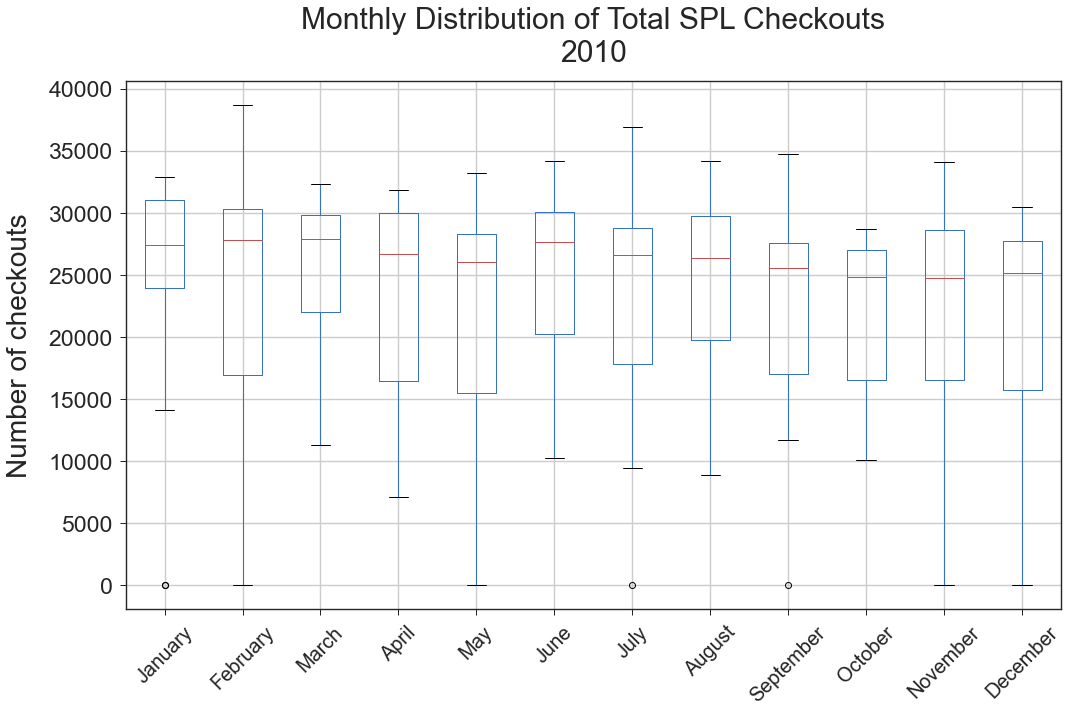 Monthly Distribution of Total SPL Checkouts
2010
Number of checkouts
40000
35000
30000
25000
20000
15000
10000
5000
0
January
February
March
April
May
June
July
August
September
October
November
December